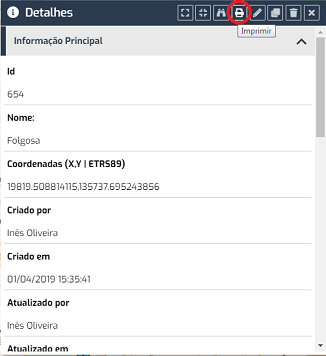 Detalhes
Imprimir
Informação Principal
Id
654
Nome:
Folgosa
Coordenadas (X,Y | ETRS89)
19819.508814115,135737.695243856
Criado por
Inês Oliveira
Criado em
01/04/2019 15:35:41
Atualizado por
Inês Oliveira
Atualizado em